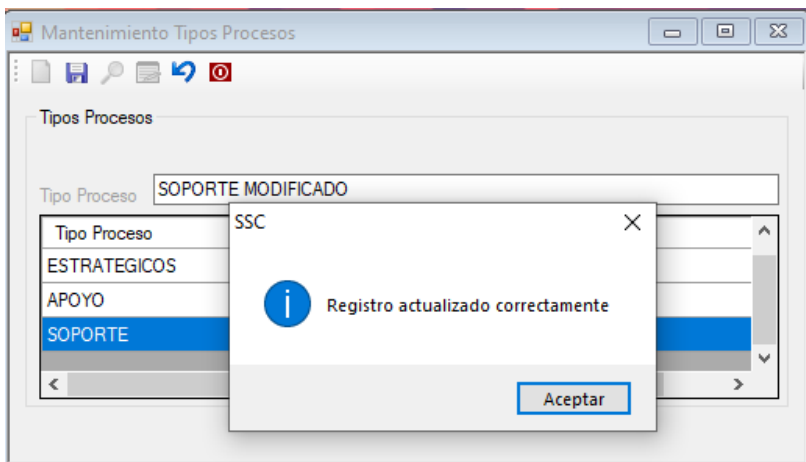 Mantenimiento Tipos Procesos
Tipos Procesos
Tipo Proceso SOPORTE MODIFICADO
Tipo Proceso
ESTRATEGICOS
APOYO
SOPORTE
SSC
Registro actualizado correctamente
Aceptar